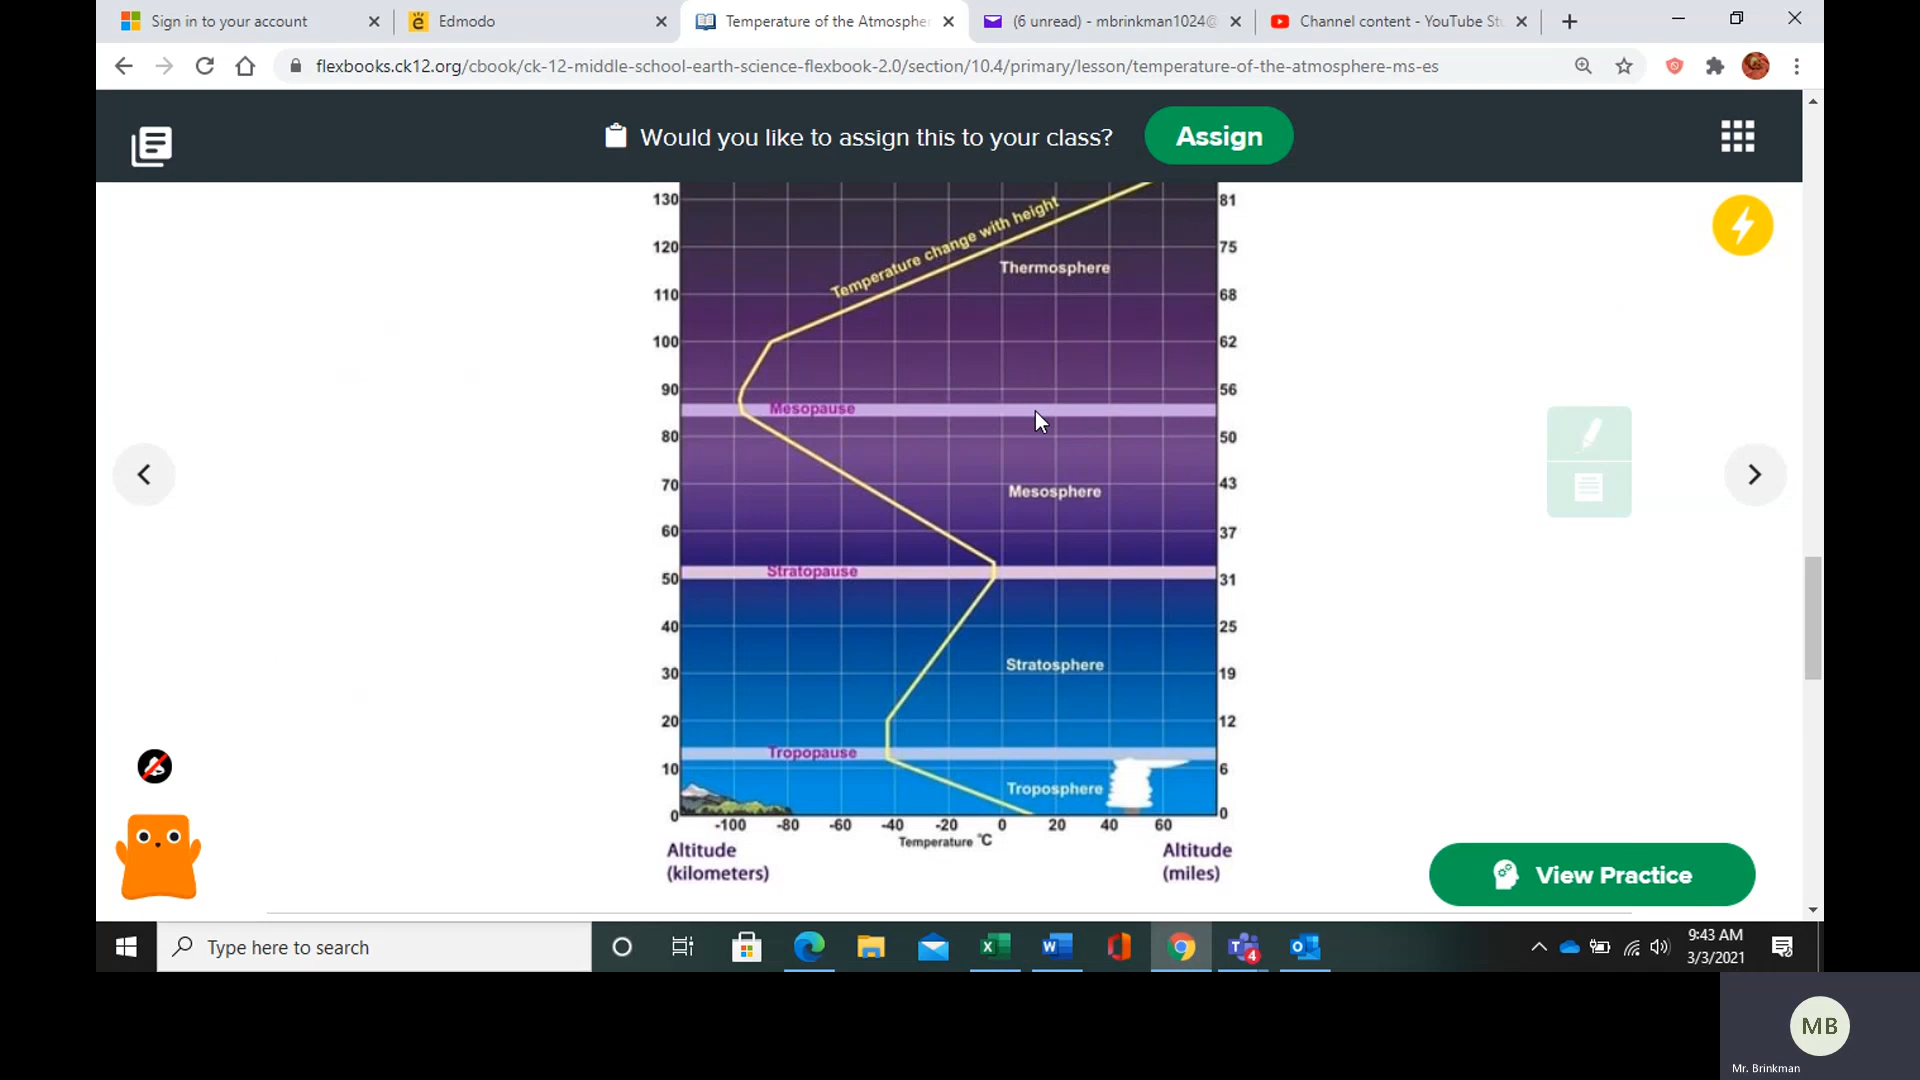 Sign in to your account
Edmodo
Temperature of the Atmosphe
(6 unread) - mbrinkman1024@
Channel content - YouTube St
flexbooks.ck12.org/cbook/ck-12-middle-school-earth-science-flexbook-2.0/section/10.4/primary/lesson/temperature-of-the-atmosphere-ms-es
Would you like to assign this to your class?
Assign
130 81
Temperature change with height
120 75
Thermosphere
110 68
100 62
90 56
Mesopause
80 50
70 Mesosphere 43
60 37
Stratopause
50 31
40 25
Stratosphere
30 19
20 12
Tropopause
10 6
Troposphere
0 0
-100 -80 -60 -40 -20 0 20 40 60
Temperature °C
Altitude
(kilometers)
Altitude
(miles)
View Practice
Type here to search
4
9:43 AM
3/3/2021
MB
Mr. Brinkman